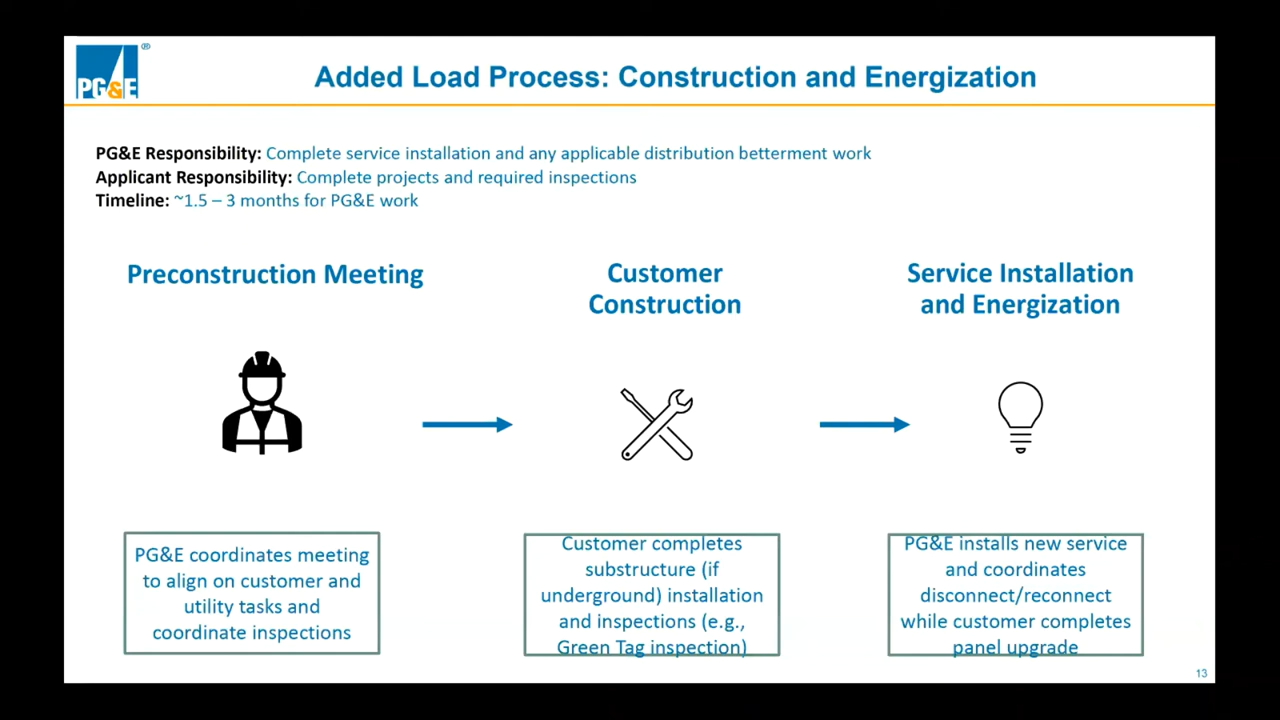 PG&E
®
Added Load Process: Construction and Energization
PG&E Responsibility: Complete service installation and any applicable distribution betterment work
Applicant Responsibility: Complete projects and required inspections
Timeline: ~1.5 – 3 months for PG&E work
Preconstruction Meeting
Customer
Construction
Service Installation
and Energization
PG&E coordinates meeting
to align on customer and
utility tasks and
coordinate inspections
Customer completes
substructure (if
underground) installation
and inspections (e.g.,
Green Tag inspection)
PG&E installs new service
and coordinates
disconnect/reconnect
while customer completes
panel upgrade
13